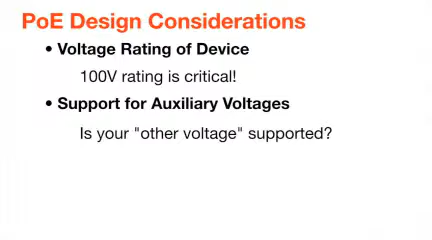 PoE Design Considerations
• Voltage Rating of Device
100V rating is critical!
• Support for Auxiliary Voltages
Is your "other voltage" supported?